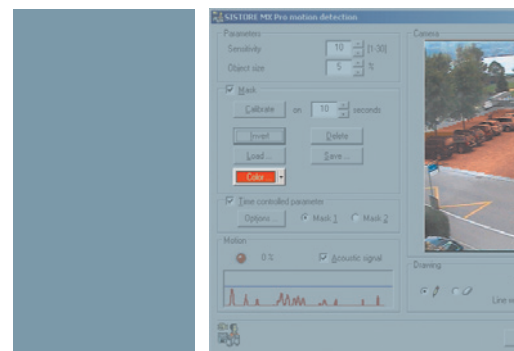 SISTORE MX Pro motion detection
Parameters
Sensitivity 10 [1-30]
Object size 5 %
Mask
Calibrate on 10 seconds
Invert Delete
Load ... Save ...
Color ...
Time controlled parameter
Options ... Mask 1 Mask 2
Motion
0 % Acoustic signal
Camera
Drawing
Line w